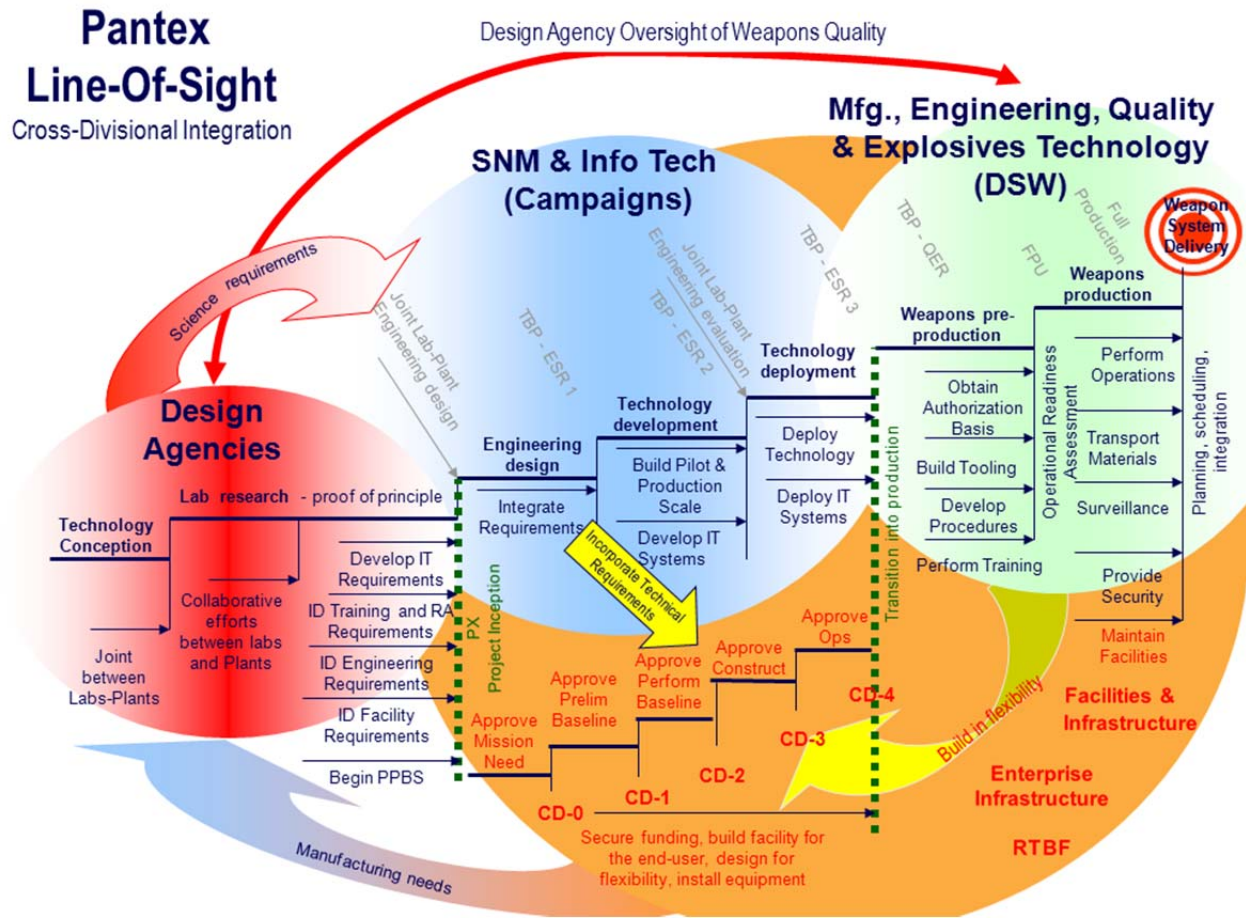 Pantex
Line-Of-Sight
Cross-Divisional Integration
Design Agency Oversight of Weapons Quality
Mfg., Engineering, Quality
& Explosives Technology
(DSW)
SNM & Info Tech
(Campaigns)
Science requirements
Joint Lab-Plant
Engineering design
TBP - ESR 1
Joint Lab-Plant
Engineering evaluation
TBP - ESR 2
TBP - ESR 3
TBP - QER
FPU
Full
Production
Weapon
System
Delivery
Design
Agencies
Technology
Conception
Lab research - proof of principle
Engineering
design
Technology
development
Technology
deployment
Weapons pre-
production
Weapons
production
Joint
between
Labs-Plants
Collaborative
efforts
between labs
and Plants
Develop IT
Requirements
ID Training and RA
Requirements
ID Engineering
Requirements
ID Facility
Requirements
Begin PPBS
PX
Project Inception
Integrate
Requirements
Build Pilot &
Production
Scale
Develop IT
Systems
Deploy
Technology
Deploy IT
Systems
Transition into production
Obtain
Authorization
Basis
Build Tooling
Develop
Procedures
Perform Training
Operational Readiness
Assessment
Perform
Operations
Transport
Materials
Surveillance
Provide
Security
Maintain
Facilities
Planning, scheduling,
integration
Incorporate Technical
Requirements
Approve
Mission
Need
Approve
Prelim
Baseline
Approve
Perform
Baseline
Approve
Construct
Approve
Ops
CD-0
CD-1
CD-2
CD-3
CD-4
Secure funding, build facility for
the end-user, design for
flexibility, install equipment
Build in flexibility
Facilities &
Infrastructure
Enterprise
Infrastructure
RTBF
Manufacturing needs